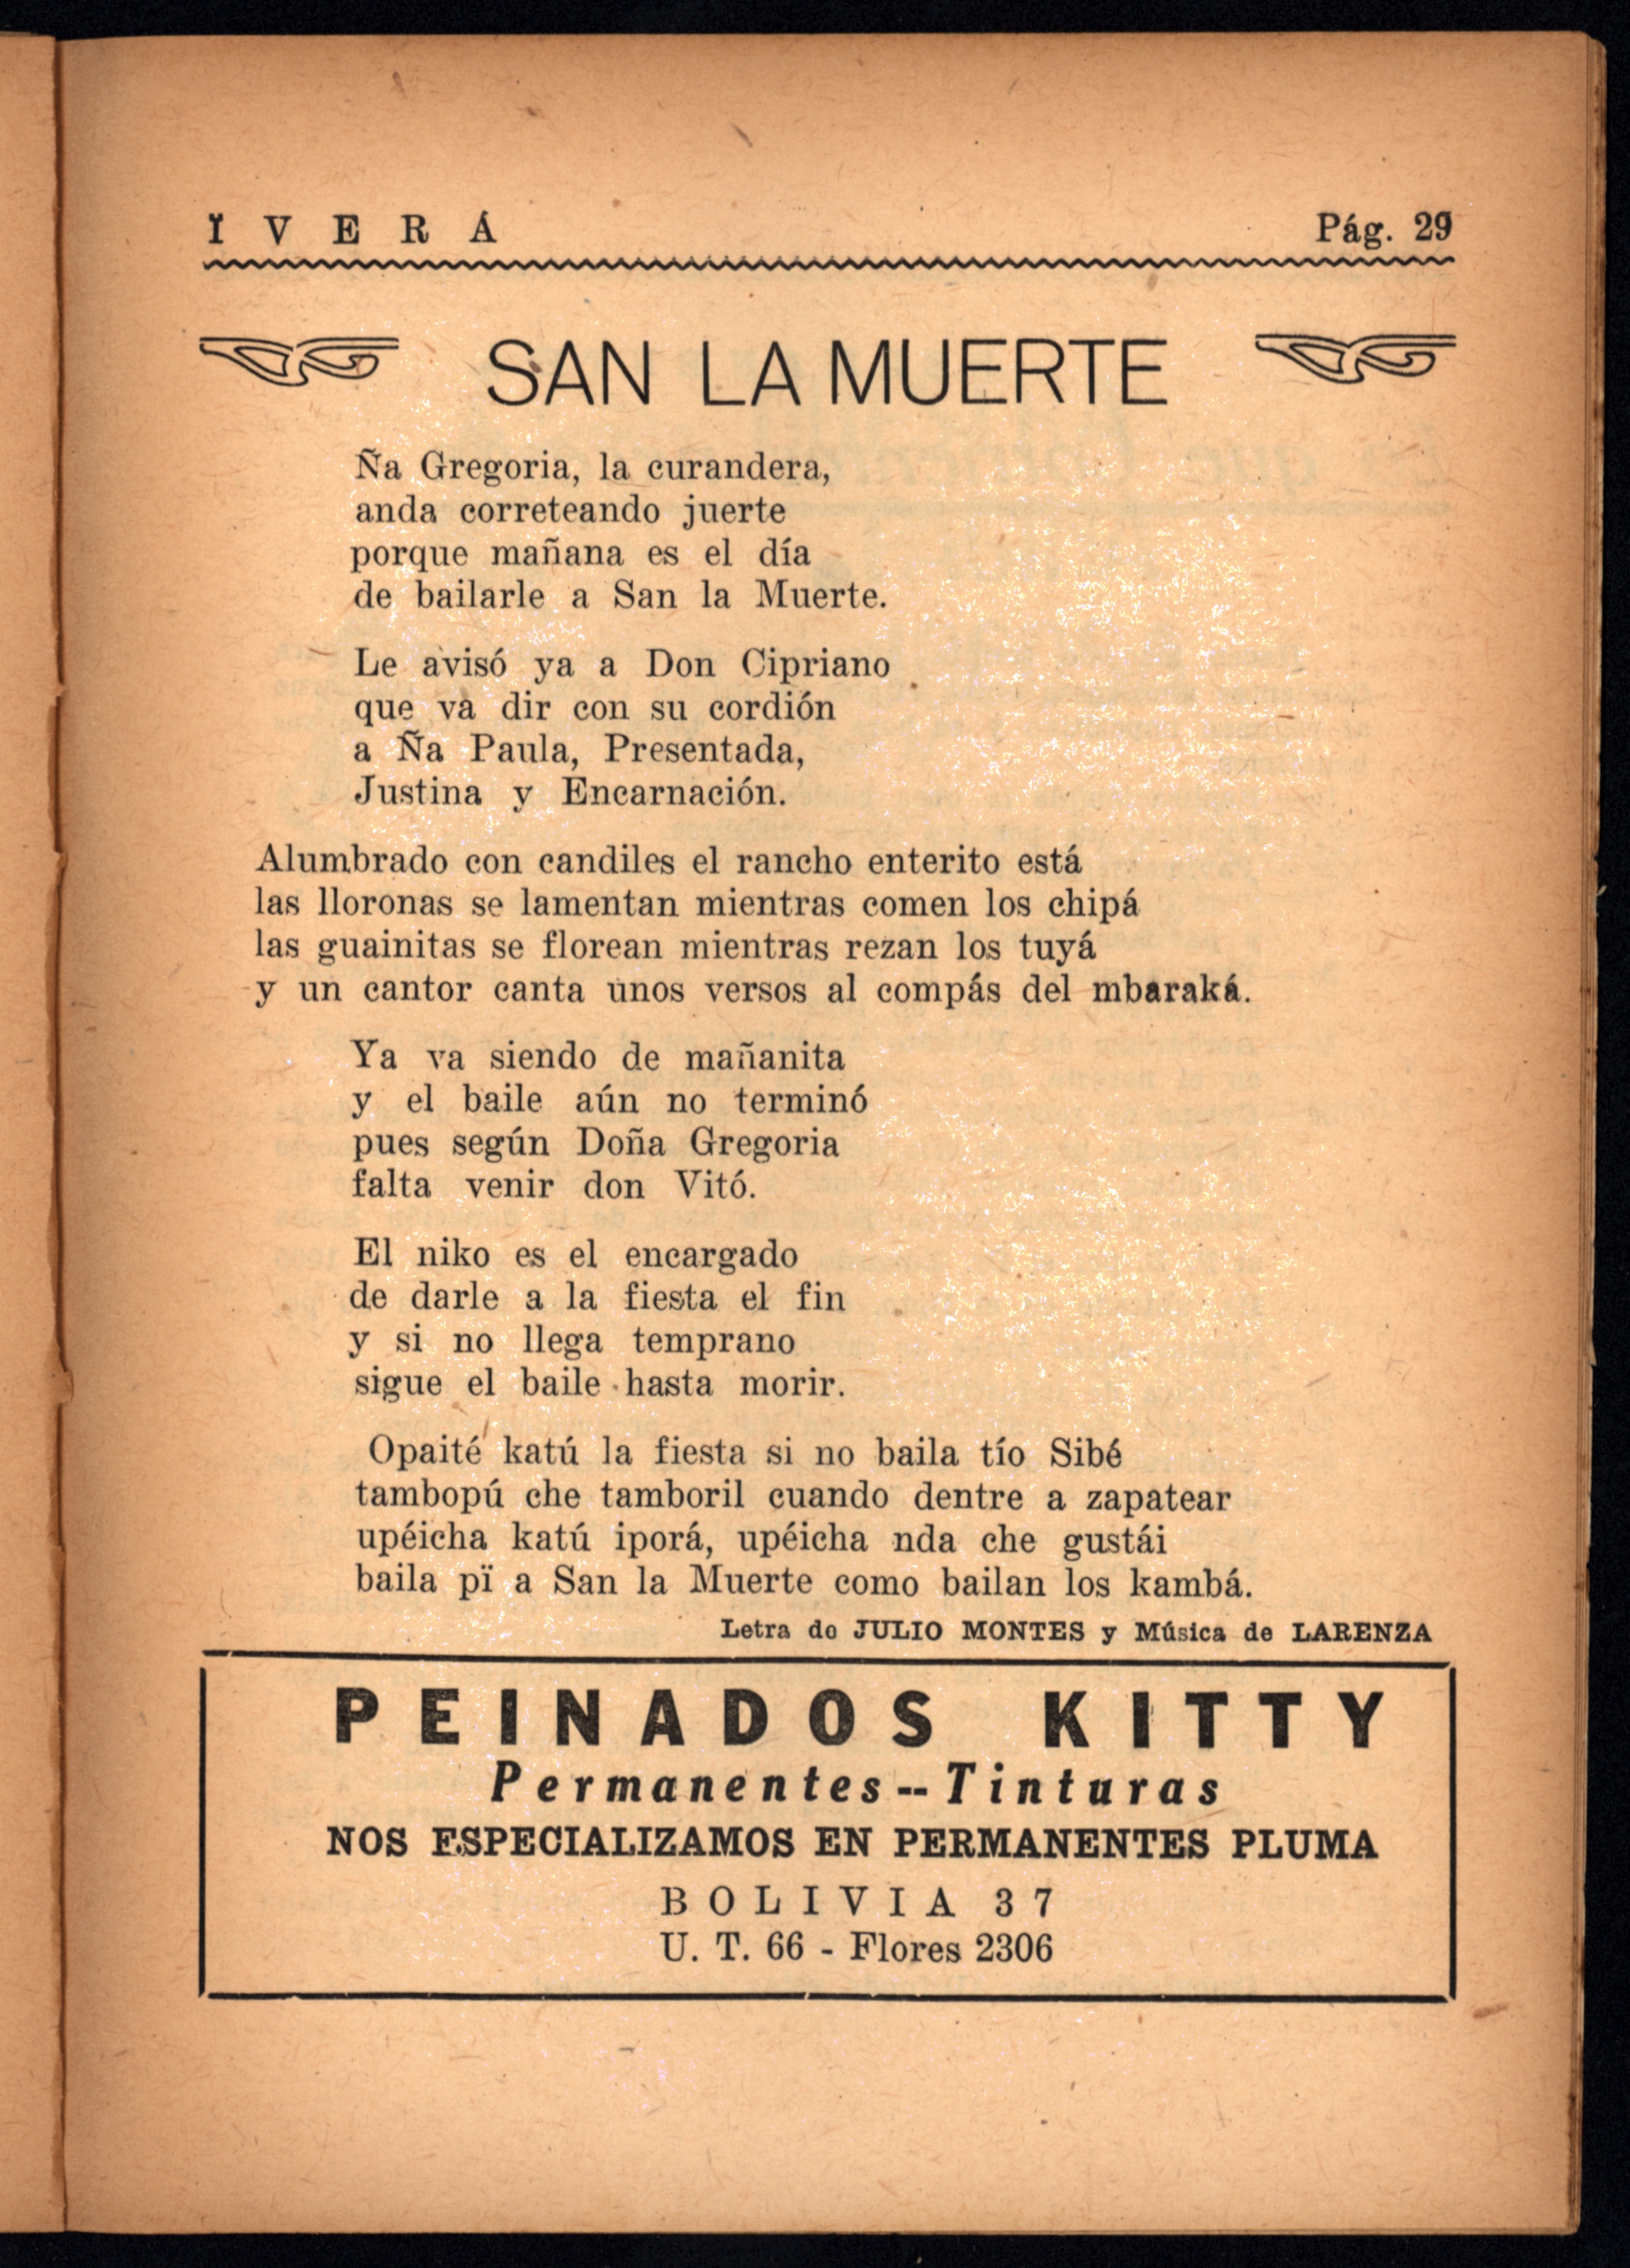 Ï V E R Á
Pág. 29
SAN LA MUERTE
Ña Gregoria, la curandera,
anda correteando juerte
porque mañana es el día
de bailarle a San la Muerte.
Le avisó ya a Don Cipriano
que va dir con su cordión
a Ña Paula, Presentada,
Justina y Encarnación.
Alumbrado con candiles el rancho enterito está
las lloronas se lamentan mientras comen los chipá
las guainitas se florean mientras rezan los tuyá
y un cantor canta unos versos al compás del mbaraká.
Ya va siendo de mañanita
y el baile aún no terminó
pues según Doña Gregoria
falta venir don Vitó.
El niko es el encargado
de darle a la fiesta el fin
y si no llega temprano
sigue el baile hasta morir.
Opaité katú la fiesta si no baila tío Sibé
tambopú che tamboril cuando dentre a zapatear
upéicha katú iporá, upéicha nda che gustái
baila pï a San la Muerte como bailan los kambá.
Letra de JULIO MONTES y Música de LARENZA
PEINADOS KITTY
Permanentes -- Tinturas
NOS ESPECIALIZAMOS EN PERMANENTES PLUMA
BOLIVIA 37
U. T. 66 - Flores 2306